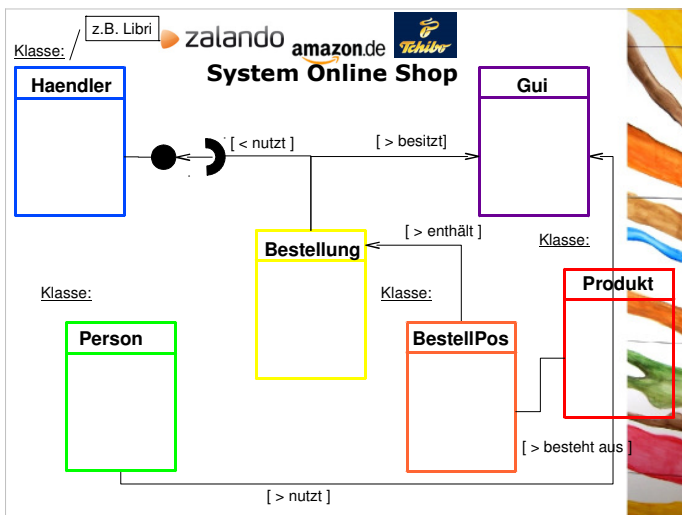 z.B. Libri
zalando
amazon.de
Tchibo
Klasse:
System Online Shop
Haendler
Gui
[ < nutzt ]
[ > besitzt]
[ > enthält ]
Klasse:
Bestellung
Produkt
Klasse:
Klasse:
Person
BestellPos
[ > besteht aus ]
[ > nutzt ]